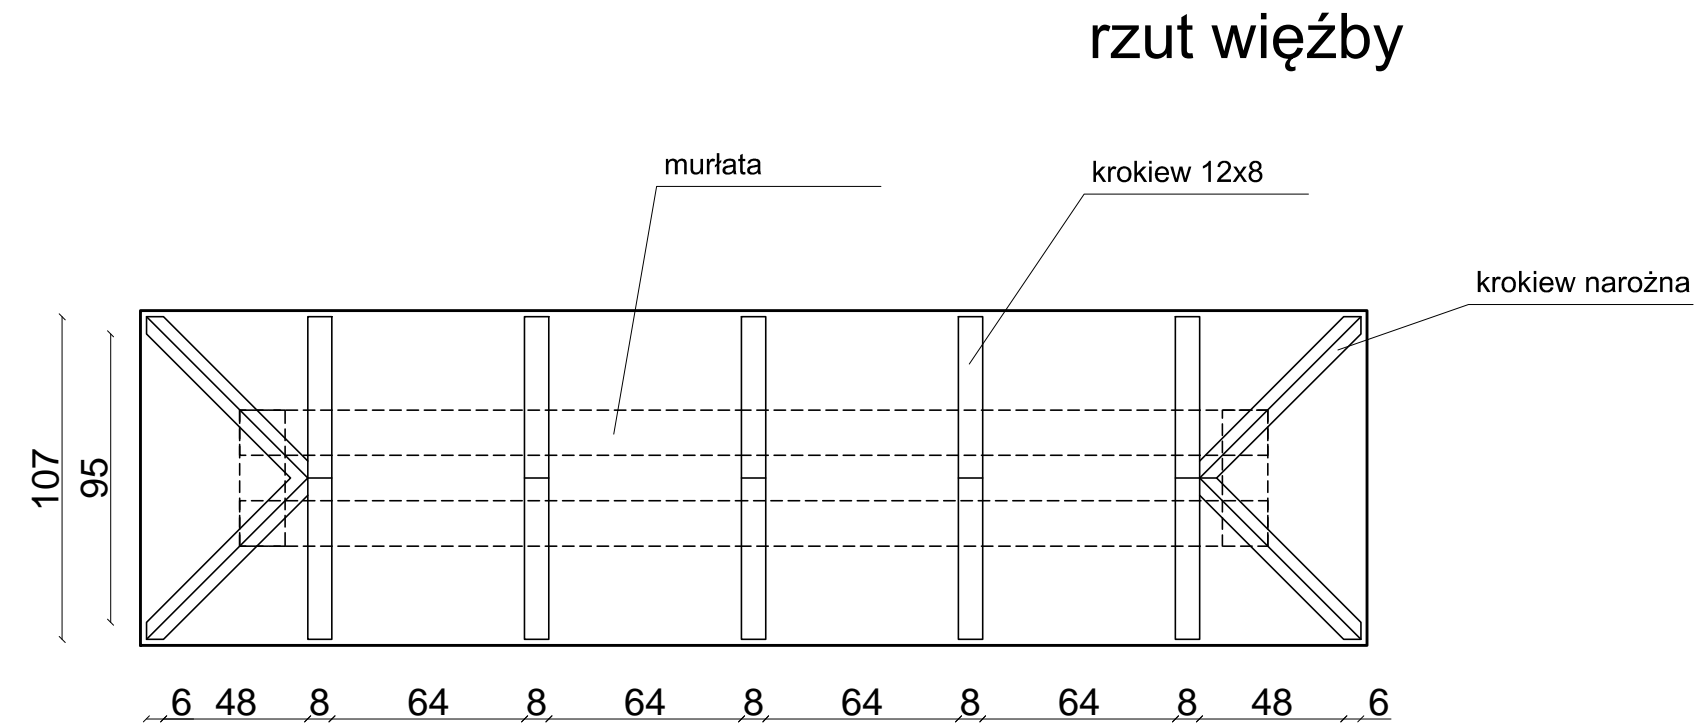 rzut więźby
murłata
krokiew 12x8
krokiew narożna
107
95
6 48 8 64 8 64 8 64 8 64 8 48 6